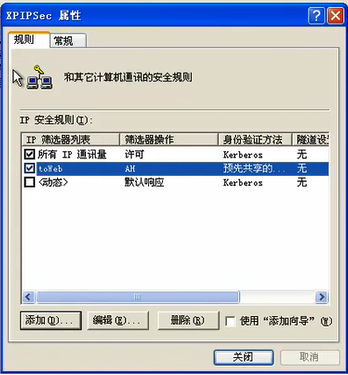 XPIPSec 属性
规则 常规
和其它计算机通讯的安全规则
IP 安全规则(I):
IP 筛选器列表 筛选器操作 身份验证方法 隧道设
所有 IP 通讯量 许可 Kerberos 无
toWeb AH 预先共享的... 无
<动态> 默认响应 Kerberos 无
添加(D)... 编辑(E)... 删除(R) 使用“添加向导”(W)
关闭 取消